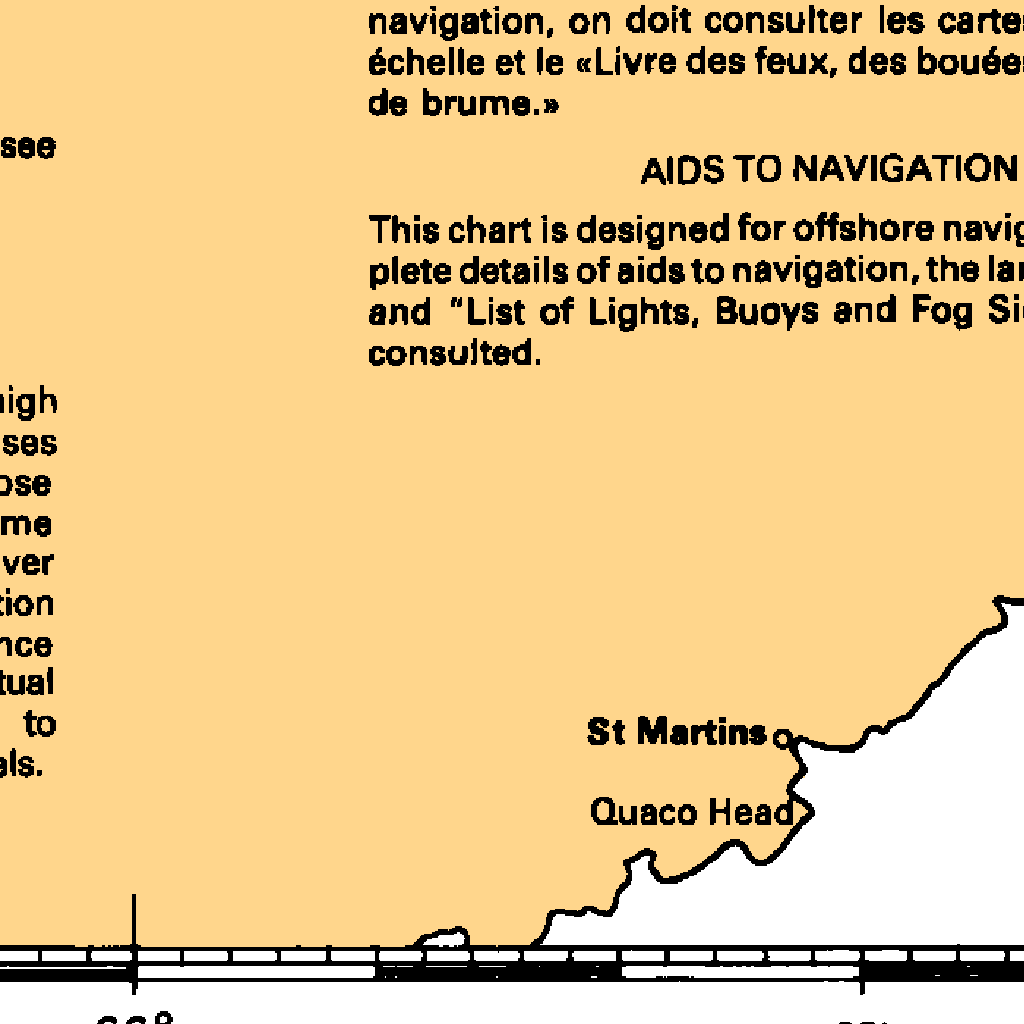 navigation, on doit consulter les carte
échelle et le «Livre des feux, des bouée
de brume.»
see
AIDS TO NAVIGATION
This chart is designed for offshore navig
plete details of aids to navigation, the lar
and "List of Lights, Buoys and Fog Si
consulted.
high
ses
ose
me
ver
tion
nce
tual
to
als.
St Martins
Quaco Head